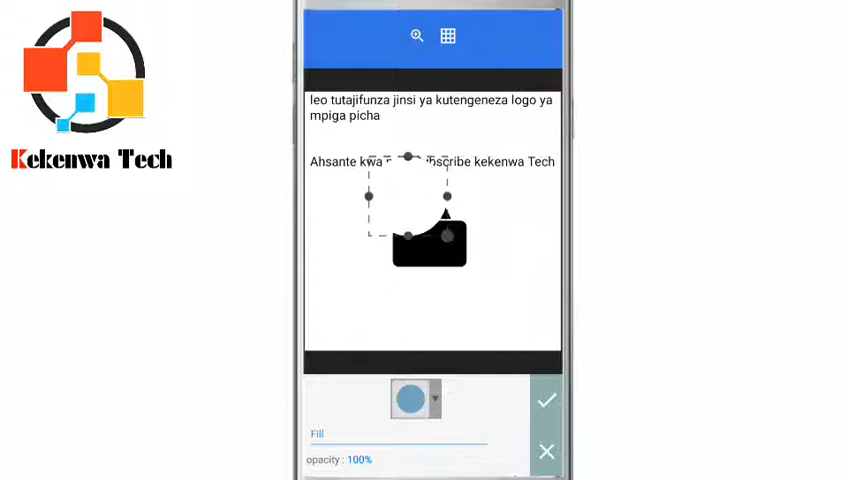 Kekenwa Tech
leo tutajifunza jinsi ya kutengeneza logo ya
mpiga picha
Ahsante kwa bscribe kekenwa Tech
Fill
opacity : 100%